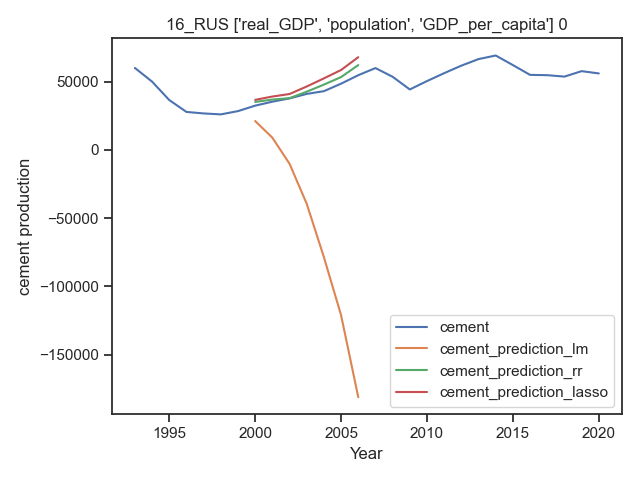 16_RUS ['real_GDP', 'population', 'GDP_per_capita'] 0
cement production
50000
0
−50000
−100000
−150000
cement
cement_prediction_lm
cement_prediction_rr
cement_prediction_lasso
1995 2000 2005 2010 2015 2020
Year